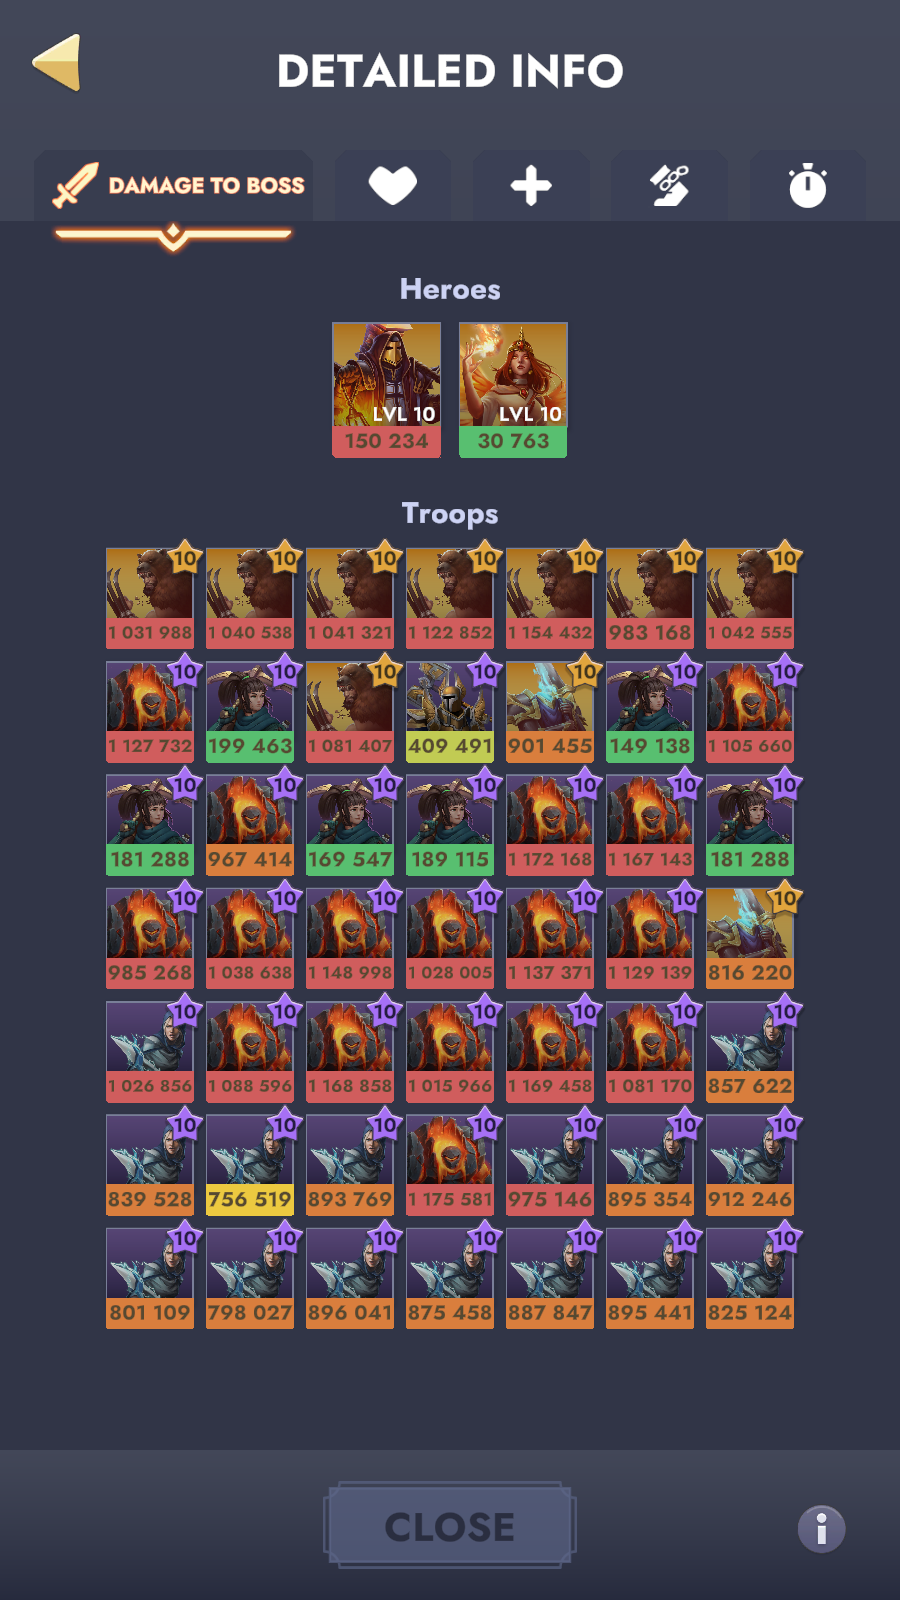 DETAILED INFO
DAMAGE TO BOSS
Heroes
LVL 10 LVL 10
150 234 30 763
Troops
10 10 10 10 10 10 10
1 031 988 1 040 538 1 041 321 1 122 852 1 154 432 983 168 1 042 555
10 10 10 10 10 10 10
1 127 732 199 463 1 081 407 409 491 901 455 149 138 1 105 660
10 10 10 10 10 10 10
181 288 967 414 169 547 189 115 1 172 168 1 167 143 181 288
10 10 10 10 10 10 10
985 268 1 038 638 1 148 998 1 028 005 1 137 371 1 129 139 816 220
10 10 10 10 10 10 10
1 026 856 1 088 596 1 168 858 1 015 966 1 169 458 1 081 170 857 622
10 10 10 10 10 10 10
839 528 756 519 893 769 1 175 581 975 146 895 354 912 246
10 10 10 10 10 10 10
801 109 798 027 896 041 875 458 887 847 895 441 825 124
CLOSE
i